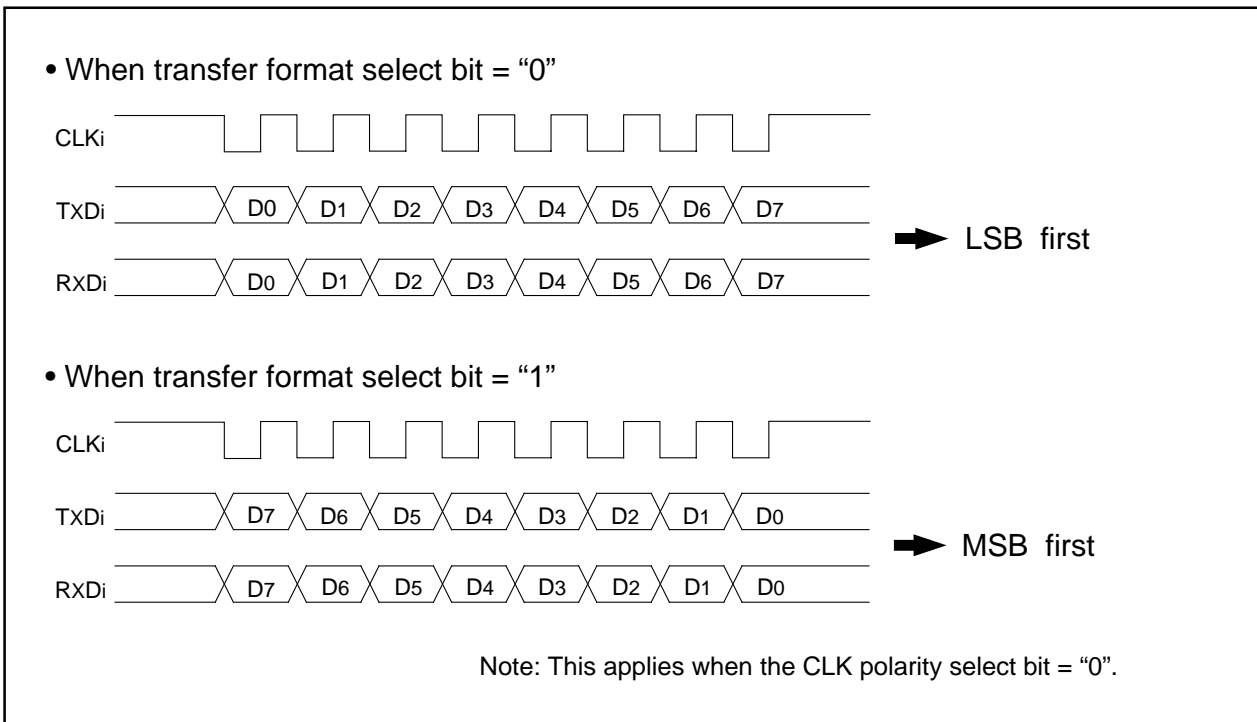 • When transfer format select bit = “0”
CLKi
TXDi D0 D1 D2 D3 D4 D5 D6 D7
RXDi D0 D1 D2 D3 D4 D5 D6 D7
LSB first
• When transfer format select bit = “1”
CLKi
TXDi D7 D6 D5 D4 D3 D2 D1 D0
RXDi D7 D6 D5 D4 D3 D2 D1 D0
MSB first
Note: This applies when the CLK polarity select bit = “0”.